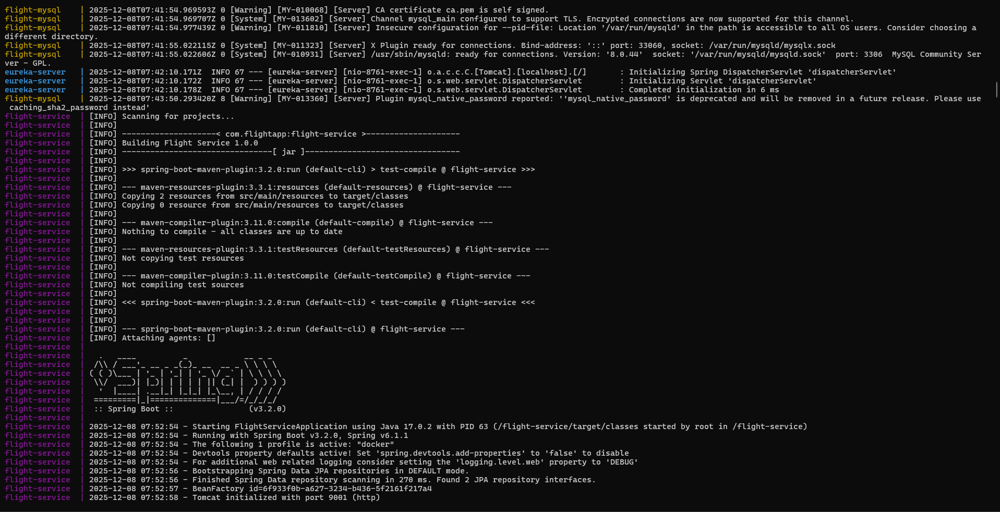 flight-mysql    | 2025-12-08T07:41:54.969593Z 0 [Warning] [MY-010068] [Server] CA certificate ca.pem is self signed.
flight-mysql    | 2025-12-08T07:41:54.969707Z 0 [System] [MY-013602] [Server] Channel mysql_main configured to support TLS. Encrypted connections are now supported for this channel.
flight-mysql    | 2025-12-08T07:41:54.977439Z 0 [Warning] [MY-011810] [Server] Insecure configuration for --pid-file: Location '/var/run/mysqld' in the path is accessible to all OS users. Consider choosing a
different directory.
flight-mysql    | 2025-12-08T07:41:55.022115Z 0 [System] [MY-011323] [Server] X Plugin ready for connections. Bind-address: '::' port: 33060, socket: /var/run/mysqld/mysqlx.sock
flight-mysql    | 2025-12-08T07:41:55.022606Z 0 [System] [MY-010931] [Server] /usr/sbin/mysqld: ready for connections. Version: '8.0.44'  socket: '/var/run/mysqld/mysqld.sock'  port: 3306  MySQL Community Ser
ver - GPL.
eureka-server   | 2025-12-08T07:42:10.171Z  INFO 67 --- [eureka-server] [nio-8761-exec-1] o.a.c.c.C.[Tomcat].[localhost].[/]       : Initializing Spring DispatcherServlet 'dispatcherServlet'
eureka-server   | 2025-12-08T07:42:10.172Z  INFO 67 --- [eureka-server] [nio-8761-exec-1] o.s.web.servlet.DispatcherServlet        : Initializing Servlet 'dispatcherServlet'
eureka-server   | 2025-12-08T07:42:10.178Z  INFO 67 --- [eureka-server] [nio-8761-exec-1] o.s.web.servlet.DispatcherServlet        : Completed initialization in 6 ms
flight-mysql    | 2025-12-08T07:43:50.293420Z 8 [Warning] [MY-013360] [Server] Plugin mysql_native_password reported: ''mysql_native_password' is deprecated and will be removed in a future release. Please use
 caching_sha2_password instead'
flight-service  | [INFO] Scanning for projects...
flight-service  | [INFO]
flight-service  | [INFO] --------------------< com.flightapp:flight-service >--------------------
flight-service  | [INFO] Building Flight Service 1.0.0
flight-service  | [INFO] --------------------------------[ jar ]---------------------------------
flight-service  | [INFO]
flight-service  | [INFO] >>> spring-boot-maven-plugin:3.2.0:run (default-cli) > test-compile @ flight-service >>>
flight-service  | [INFO]
flight-service  | [INFO] --- maven-resources-plugin:3.3.1:resources (default-resources) @ flight-service ---
flight-service  | [INFO] Copying 2 resources from src/main/resources to target/classes
flight-service  | [INFO] Copying 0 resource from src/main/resources to target/classes
flight-service  | [INFO]
flight-service  | [INFO] --- maven-compiler-plugin:3.11.0:compile (default-compile) @ flight-service ---
flight-service  | [INFO] Nothing to compile - all classes are up to date
flight-service  | [INFO]
flight-service  | [INFO] --- maven-resources-plugin:3.3.1:testResources (default-testResources) @ flight-service ---
flight-service  | [INFO] Not copying test resources
flight-service  | [INFO]
flight-service  | [INFO] --- maven-compiler-plugin:3.11.0:testCompile (default-testCompile) @ flight-service ---
flight-service  | [INFO] Not compiling test sources
flight-service  | [INFO]
flight-service  | [INFO] <<< spring-boot-maven-plugin:3.2.0:run (default-cli) < test-compile @ flight-service <<<
flight-service  | [INFO]
flight-service  | [INFO]
flight-service  | [INFO] --- spring-boot-maven-plugin:3.2.0:run (default-cli) @ flight-service ---
flight-service  | [INFO] Attaching agents: []
flight-service  |
flight-service  |   .   ____          _            __ _ _
flight-service  |  /\\ / ___'_ __ _ _(_)_ __  __ _ \ \ \ \
flight-service  | ( ( )\___ | '_ | '_| | '_ \/ _` | \ \ \ \
flight-service  |  \\/  ___)| |_)| | | | | || (_| |  ) ) ) )
flight-service  |   '  |____| .__|_| |_|_| |_\__, | / / / /
flight-service  |  =========|_|==============|___/=/_/_/_/
flight-service  |  :: Spring Boot ::                (v3.2.0)
flight-service  |
flight-service  | 2025-12-08 07:52:54 - Starting FlightServiceApplication using Java 17.0.2 with PID 63 (/flight-service/target/classes started by root in /flight-service)
flight-service  | 2025-12-08 07:52:54 - Running with Spring Boot v3.2.0, Spring v6.1.1
flight-service  | 2025-12-08 07:52:54 - The following 1 profile is active: "docker"
flight-service  | 2025-12-08 07:52:54 - Devtools property defaults active! Set 'spring.devtools.add-properties' to 'false' to disable
flight-service  | 2025-12-08 07:52:54 - For additional web related logging consider setting the 'logging.level.web' property to 'DEBUG'
flight-service  | 2025-12-08 07:52:56 - Bootstrapping Spring Data JPA repositories in DEFAULT mode.
flight-service  | 2025-12-08 07:52:56 - Finished Spring Data repository scanning in 270 ms. Found 2 JPA repository interfaces.
flight-service  | 2025-12-08 07:52:57 - BeanFactory id=6f933f0b-a627-3234-b436-5f2161f217a4
flight-service  | 2025-12-08 07:52:58 - Tomcat initialized with port 9001 (http)